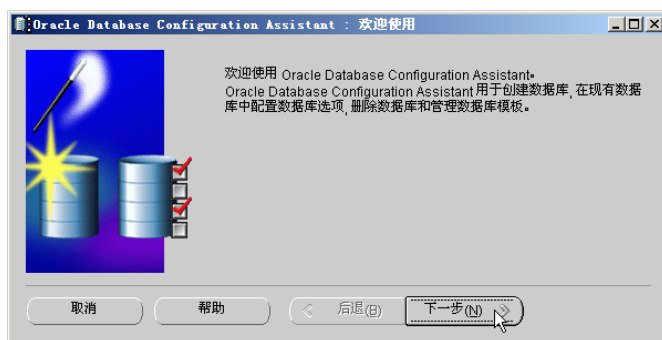 Oracle Database Configuration Assistant : 欢迎使用
欢迎使用 Oracle Database Configuration Assistant。
Oracle Database Configuration Assistant 用于创建数据库, 在现有数据
库中配置数据库选项, 删除数据库和管理数据库模板。
取消 帮助 后退(B) 下一步(N)